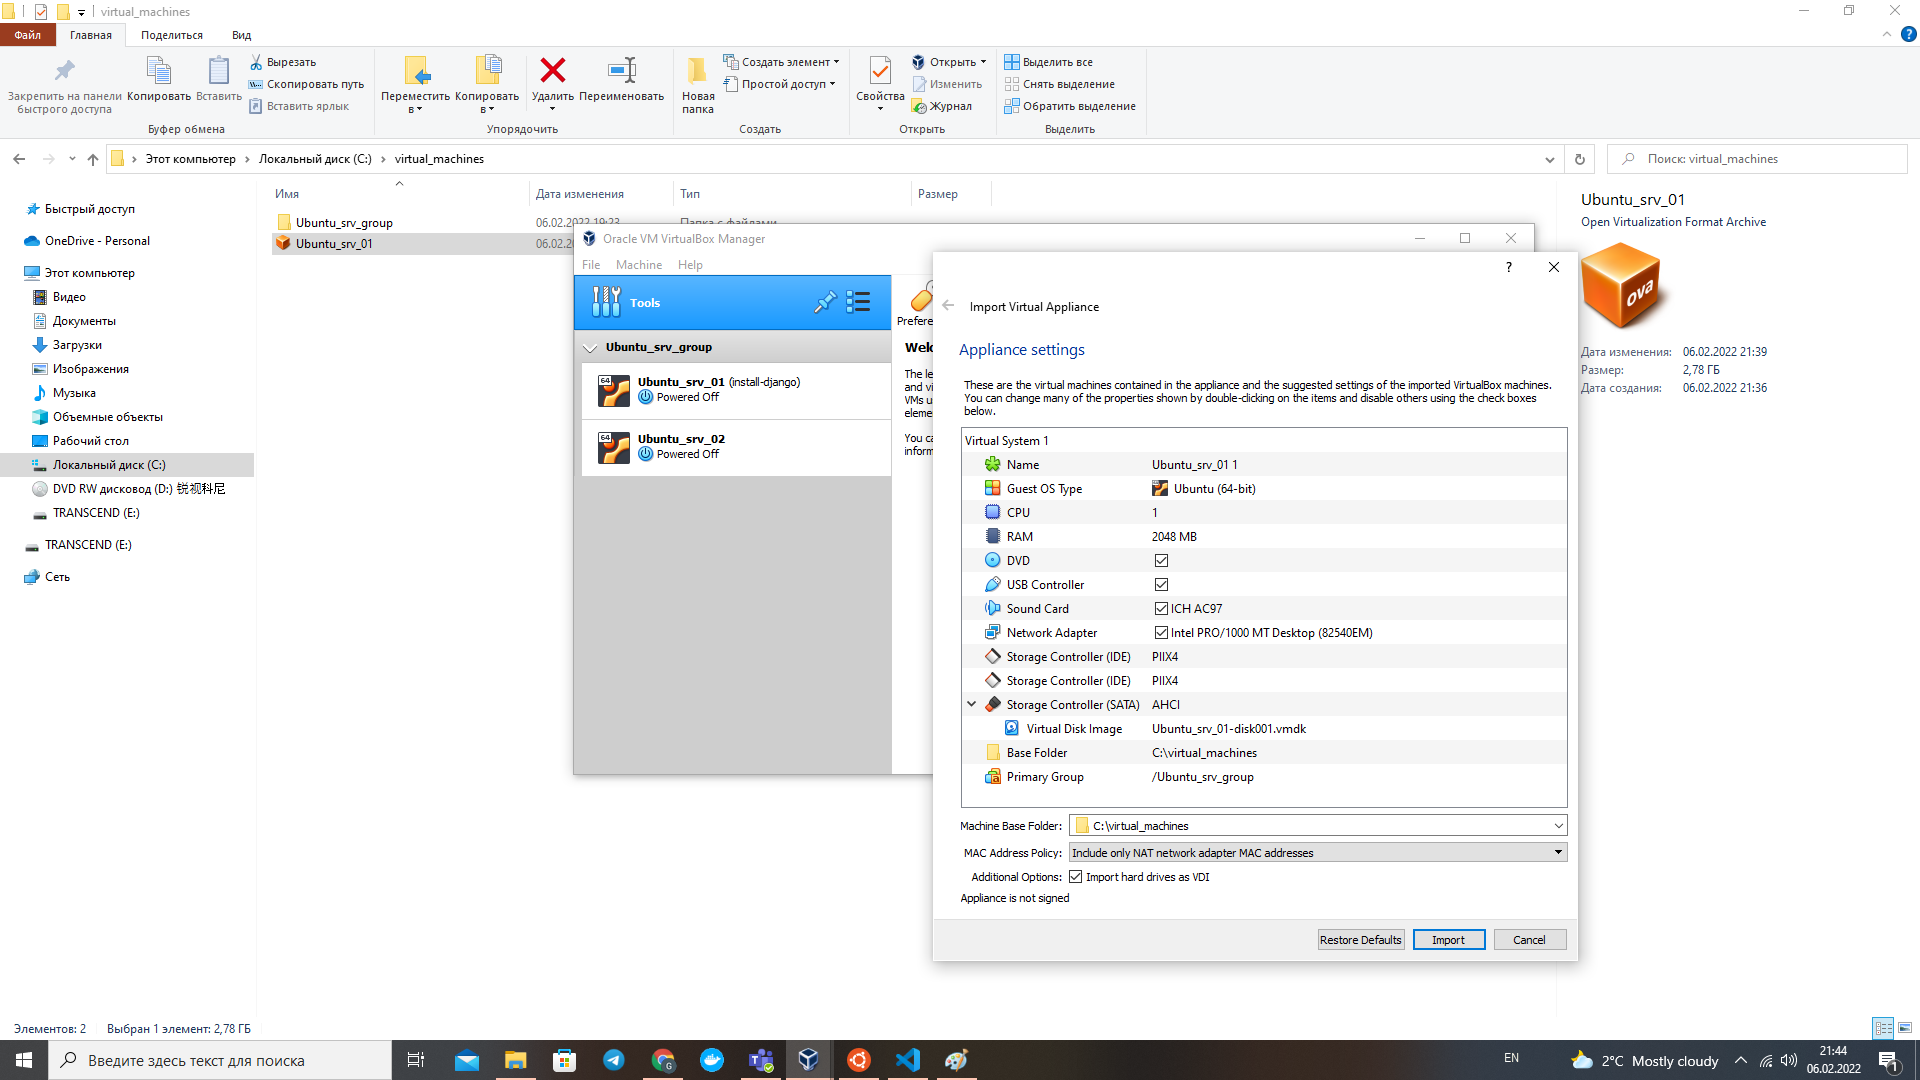 virtual_machines
Файл
Главная
Поделиться
Вид
Закрепить на панели
быстрого доступа
Копировать
Вставить
Вырезать
Скопировать путь
Вставить ярлык
Буфер обмена
Переместить
в
Копировать
в
Удалить
Переименовать
Упорядочить
Новая
папка
Создать элемент
Простой доступ
Создать
Свойства
Открыть
Изменить
Журнал
Открыть
Выделить все
Снять выделение
Обратить выделение
Выделить
Этот компьютер
Локальный диск (C:)
virtual_machines
Поиск: virtual_machines
Быстрый доступ
OneDrive - Personal
Этот компьютер
Видео
Документы
Загрузки
Изображения
Музыка
Объемные объекты
Рабочий стол
Локальный диск (C:)
DVD RW дисковод (D:) 锐视科尼
TRANSCEND (E:)
TRANSCEND (E:)
Сеть
Имя
Дата изменения
Тип
Размер
Ubuntu_srv_group
06.02.2022 19:23
Папка с файлами
Ubuntu_srv_01
06.02.2
Oracle VM VirtualBox Manager
File
Machine
Help
Tools
Ubuntu_srv_group
64
Ubuntu_srv_01 (install-django)
Powered Off
64
Ubuntu_srv_02
Powered Off
Prefere
Welc
The le
and vi
VMs u
eleme
You ca
inform
?
Import Virtual Appliance
Appliance settings
These are the virtual machines contained in the appliance and the suggested settings of the imported VirtualBox machines.
You can change many of the properties shown by double-clicking on the items and disable others using the check boxes
below.
Virtual System 1
Name
Ubuntu_srv_01 1
Guest OS Type
Ubuntu (64-bit)
CPU
1
RAM
2048 MB
DVD
USB Controller
Sound Card
ICH AC97
Network Adapter
Intel PRO/1000 MT Desktop (82540EM)
Storage Controller (IDE)
PIIX4
Storage Controller (IDE)
PIIX4
Storage Controller (SATA)
AHCI
Virtual Disk Image
Ubuntu_srv_01-disk001.vmdk
Base Folder
C:\virtual_machines
Primary Group
/Ubuntu_srv_group
Machine Base Folder:
C:\virtual_machines
MAC Address Policy:
Include only NAT network adapter MAC addresses
Additional Options:
Import hard drives as VDI
Appliance is not signed
Restore Defaults
Import
Cancel
Ubuntu_srv_01
Open Virtualization Format Archive
ova
Дата изменения: 06.02.2022 21:39
Размер: 2,78 ГБ
Дата создания: 06.02.2022 21:36
Элементов: 2
Выбран 1 элемент: 2,78 ГБ
Введите здесь текст для поиска
EN
2°C Mostly cloudy
21:44
06.02.2022
1